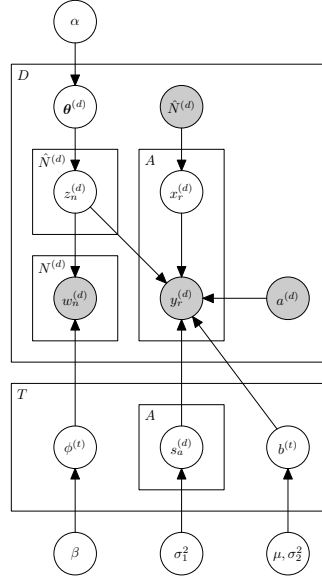 α
D
θ^(d)
N̂^(d)
N̂^(d)
A
z_n^(d)
x_r^(d)
N^(d)
w_n^(d)
y_r^(d)
a^(d)
T
A
ϕ^(t)
s_a^(d)
b^(t)
β
σ_1^2
μ, σ_2^2